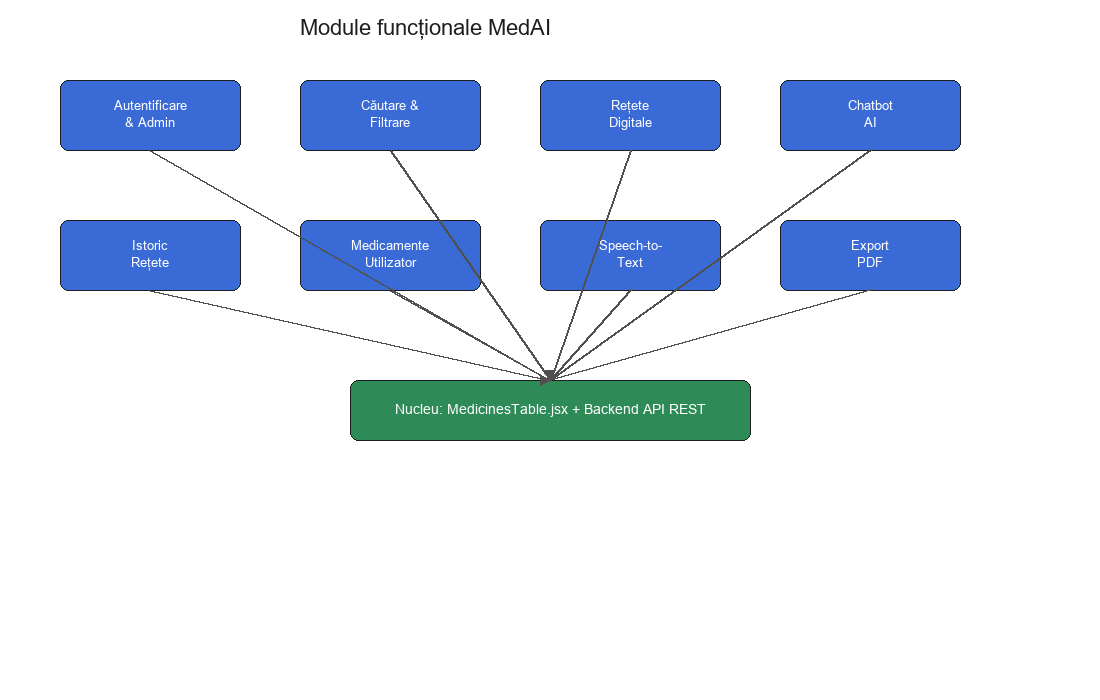 Module funcționale MedAI
Autentificare
& Admin
Căutare &
Filtrare
Rețete
Digitale
Chatbot
AI
Istoric
Rețete
Medicamente
Utilizator
Speech-to-
Text
Export
PDF
Nucleu: MedicinesTable.jsx + Backend API REST